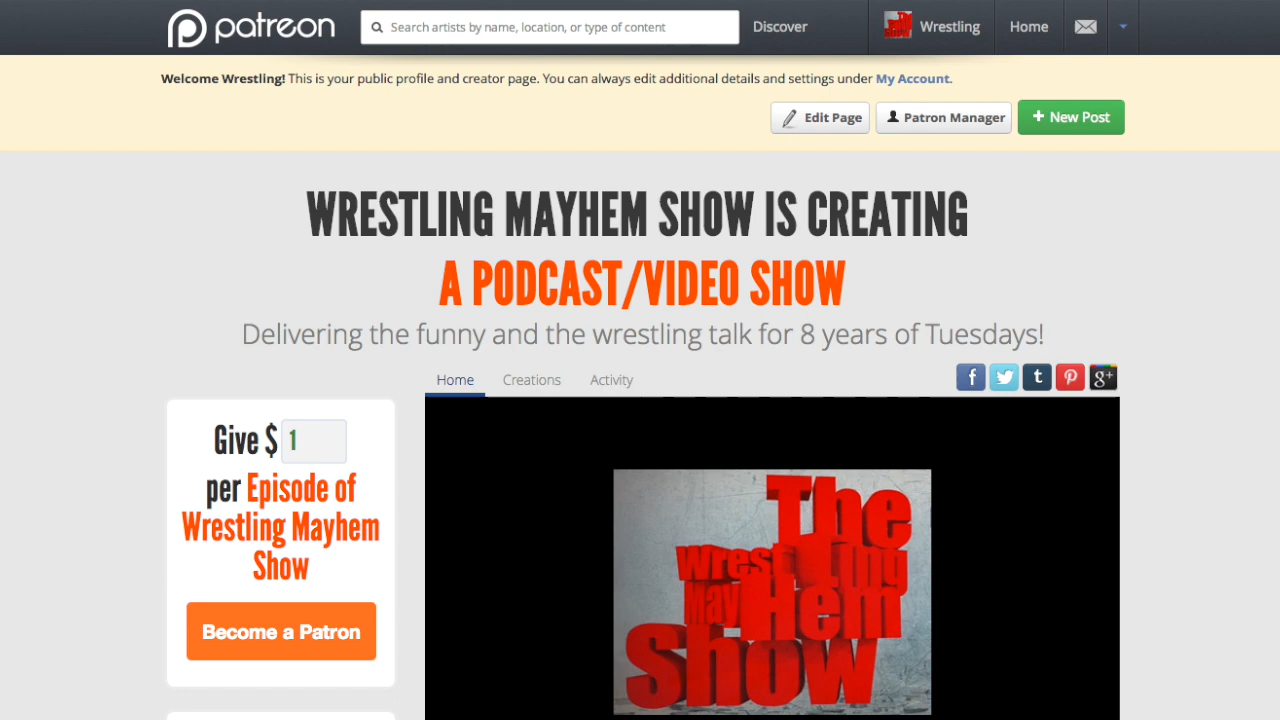 patreon
Search artists by name, location, or type of content
Discover
Wrestling
Home
Welcome Wrestling! This is your public profile and creator page. You can always edit additional details and settings under My Account.
Edit Page
Patron Manager
+ New Post
WRESTLING MAYHEM SHOW IS CREATING
A PODCAST/VIDEO SHOW
Delivering the funny and the wrestling talk for 8 years of Tuesdays!
Home
Creations
Activity
f
t
g+
Give $ 1
per Episode of
Wrestling Mayhem
Show
Become a Patron
The
Wrestling
MayHem
Show